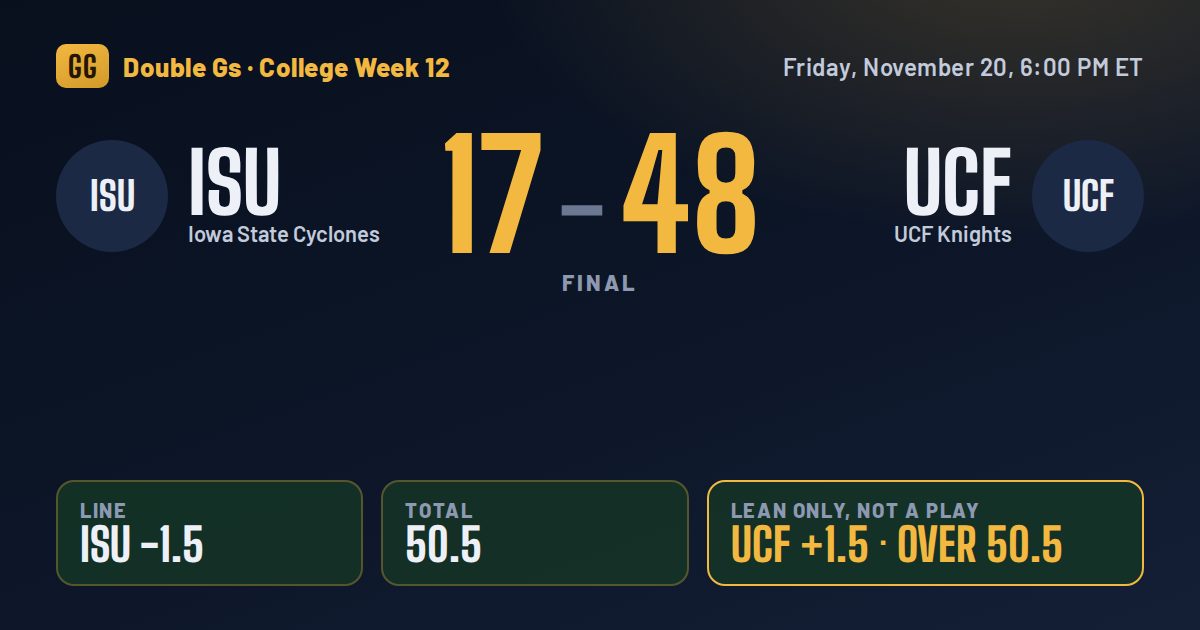 GG Double Gs · College Week 12
Friday, November 20, 6:00 PM ET
ISU
ISU
Iowa State Cyclones
17 – 48
FINAL
UCF
UCF Knights
UCF
LINE
ISU −1.5
TOTAL
50.5
LEAN ONLY, NOT A PLAY
UCF +1.5 · OVER 50.5